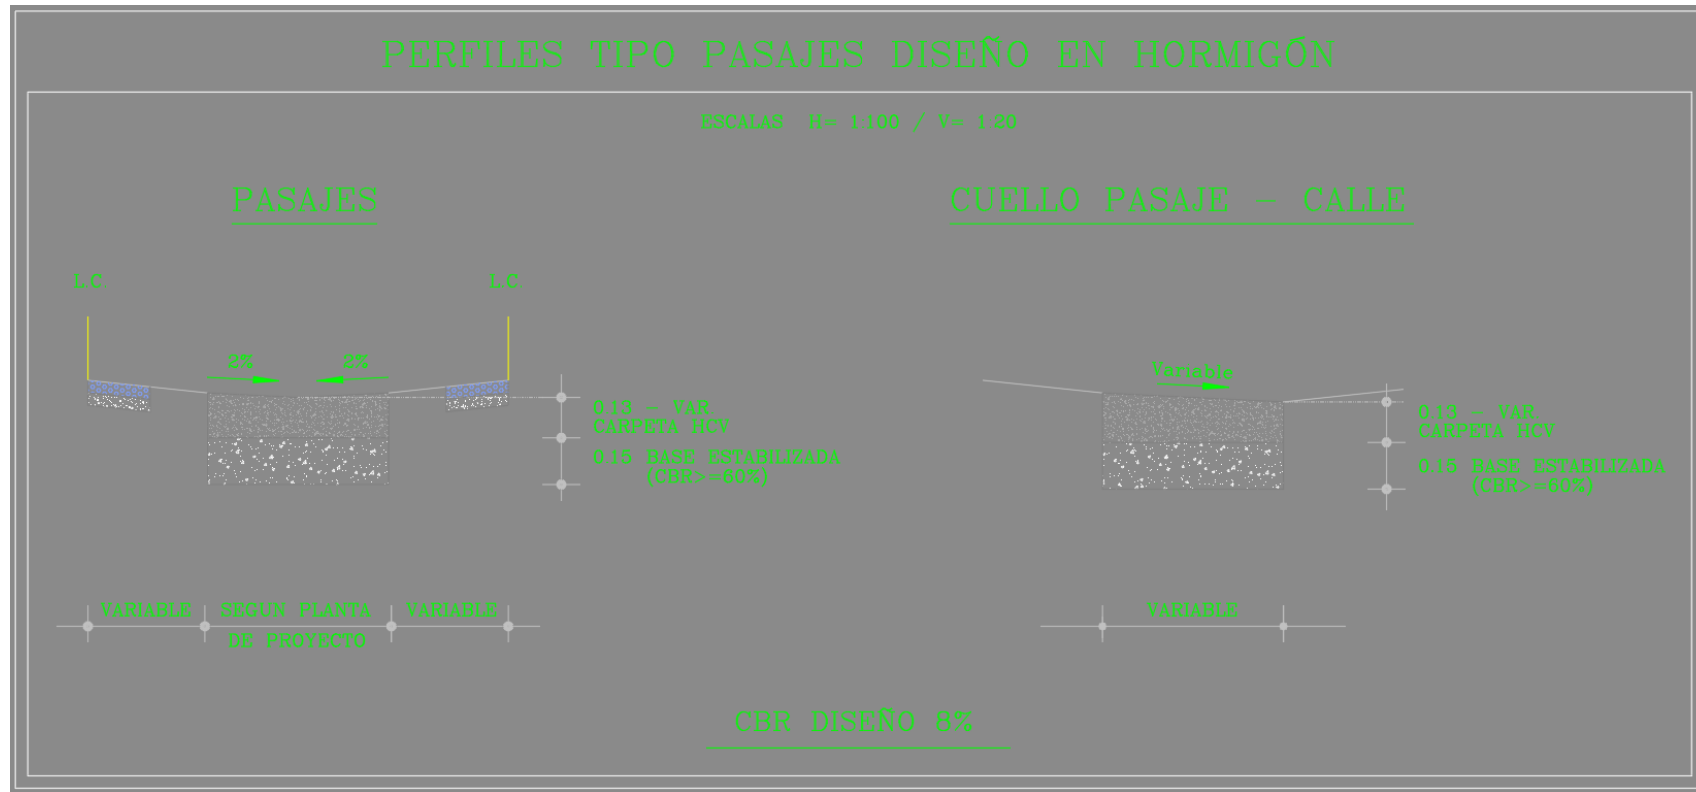 PERFILES TIPO PASAJES DISEÑO EN HORMIGÓN
ESCALAS H= 1:100 / V= 1:20
PASAJES
L.C
L.C
2%
2%
0.13 - VAR.
CARPETA HCV
0.15 BASE ESTABILIZADA
(CBR>=60%)
VARIABLE
SEGUN PLANTA
DE PROYECTO
VARIABLE
CUELLO PASAJE - CALLE
Variable
0.13 - VAR.
CARPETA HCV
0.15 BASE ESTABILIZADA
(CBR>=60%)
VARIABLE
CBR DISEÑO 8%